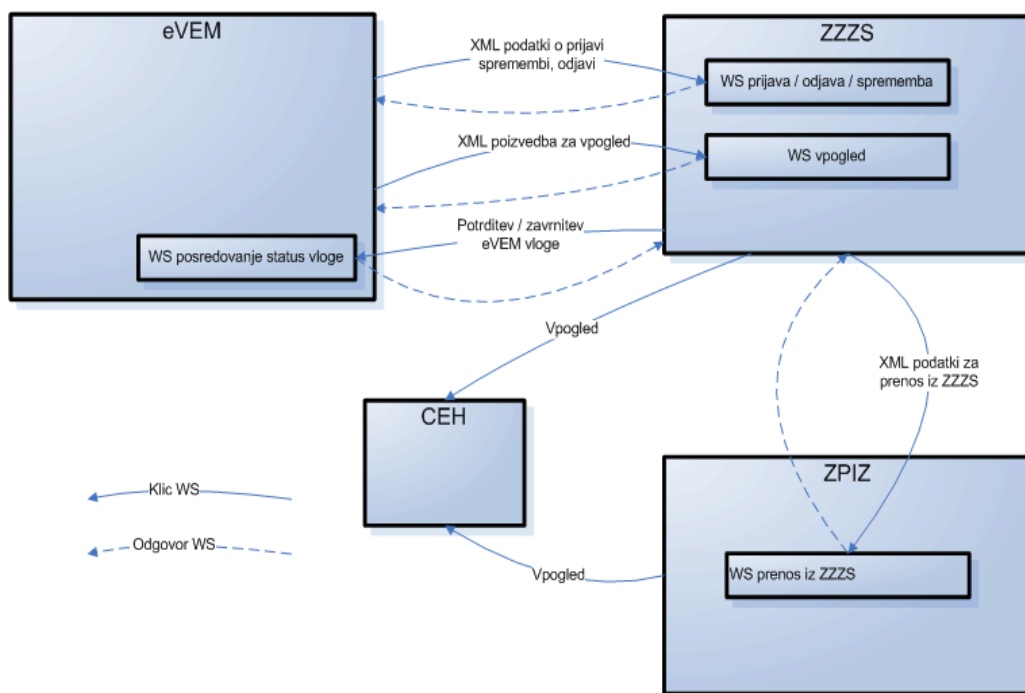 eVEM
ZZZS
XML podatki o prijavi
spremembi, odjavi
WS prijava / odjava / sprememba
XML poizvedba za vpogled
WS vpogled
Potrditev / zavrnitev
eVEM vloge
WS posredovanje status vloge
Vpogled
XML podatki za
prenos iz ZZZS
CEH
ZPIZ
Klic WS
Odgovor WS
Vpogled
WS prenos iz ZZZS